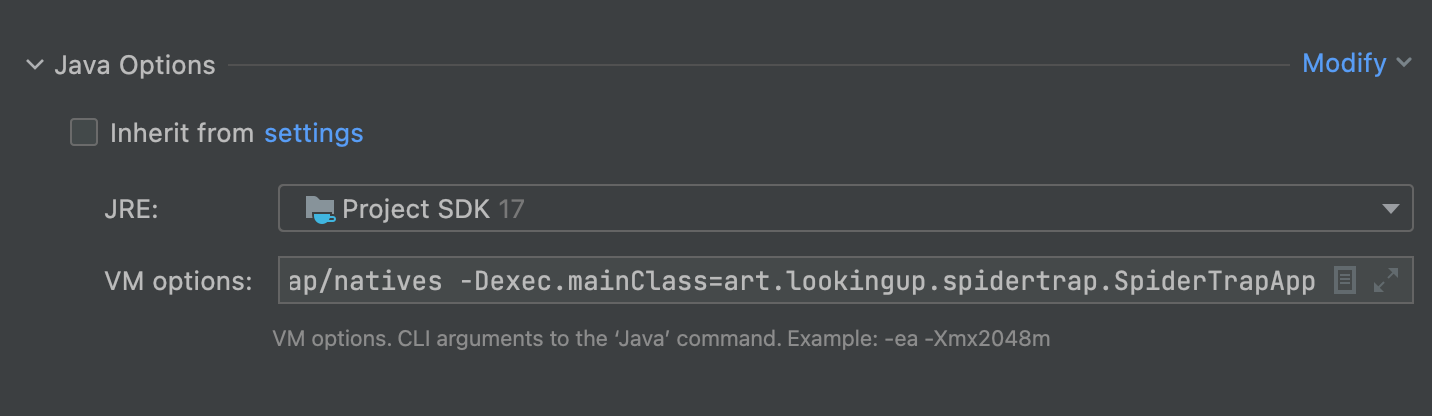 Java Options
Modify
Inherit from settings
JRE:
Project SDK 17
VM options:
ap/natives -Dexec.mainClass=art.lookingup.spidertrap.SpiderTrapApp
VM options. CLI arguments to the ‘Java’ command. Example: -ea -Xmx2048m